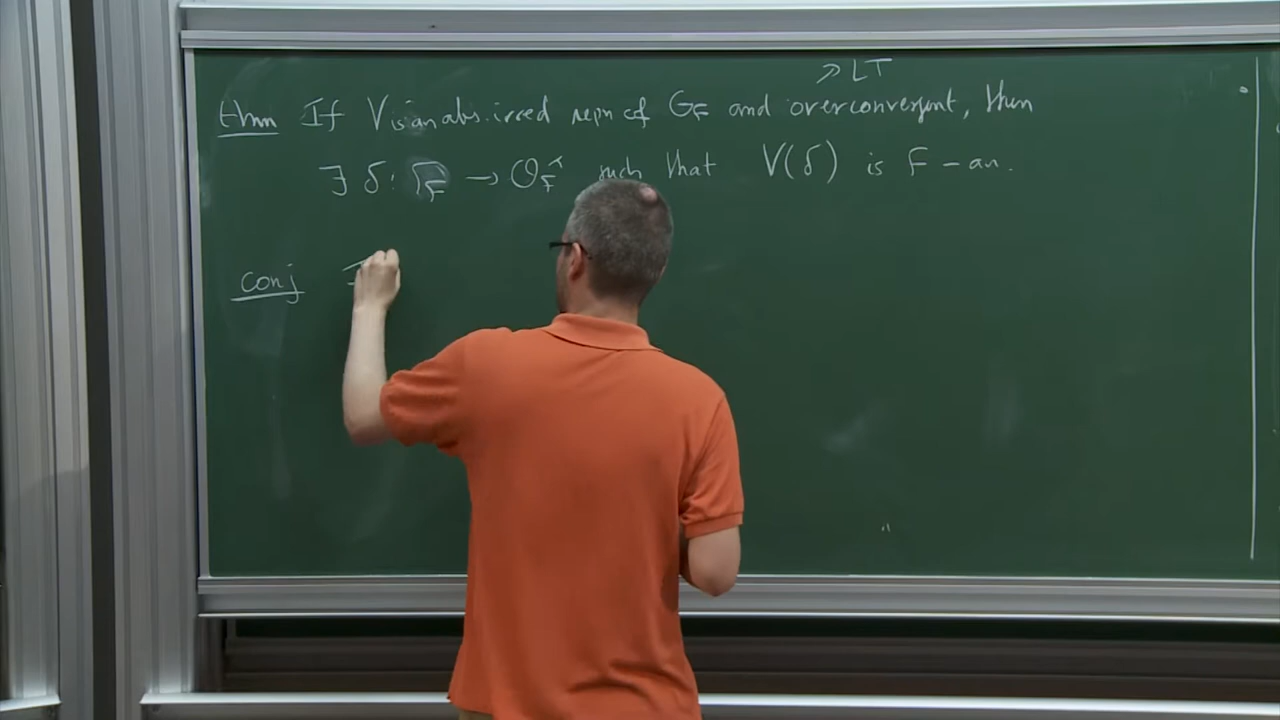 ↗ LT
thm If V is an abs. irred repn of G_F and overconvergent, then
∃ δ: Γ_F → O_F^× such that V(δ) is F-an.
conj